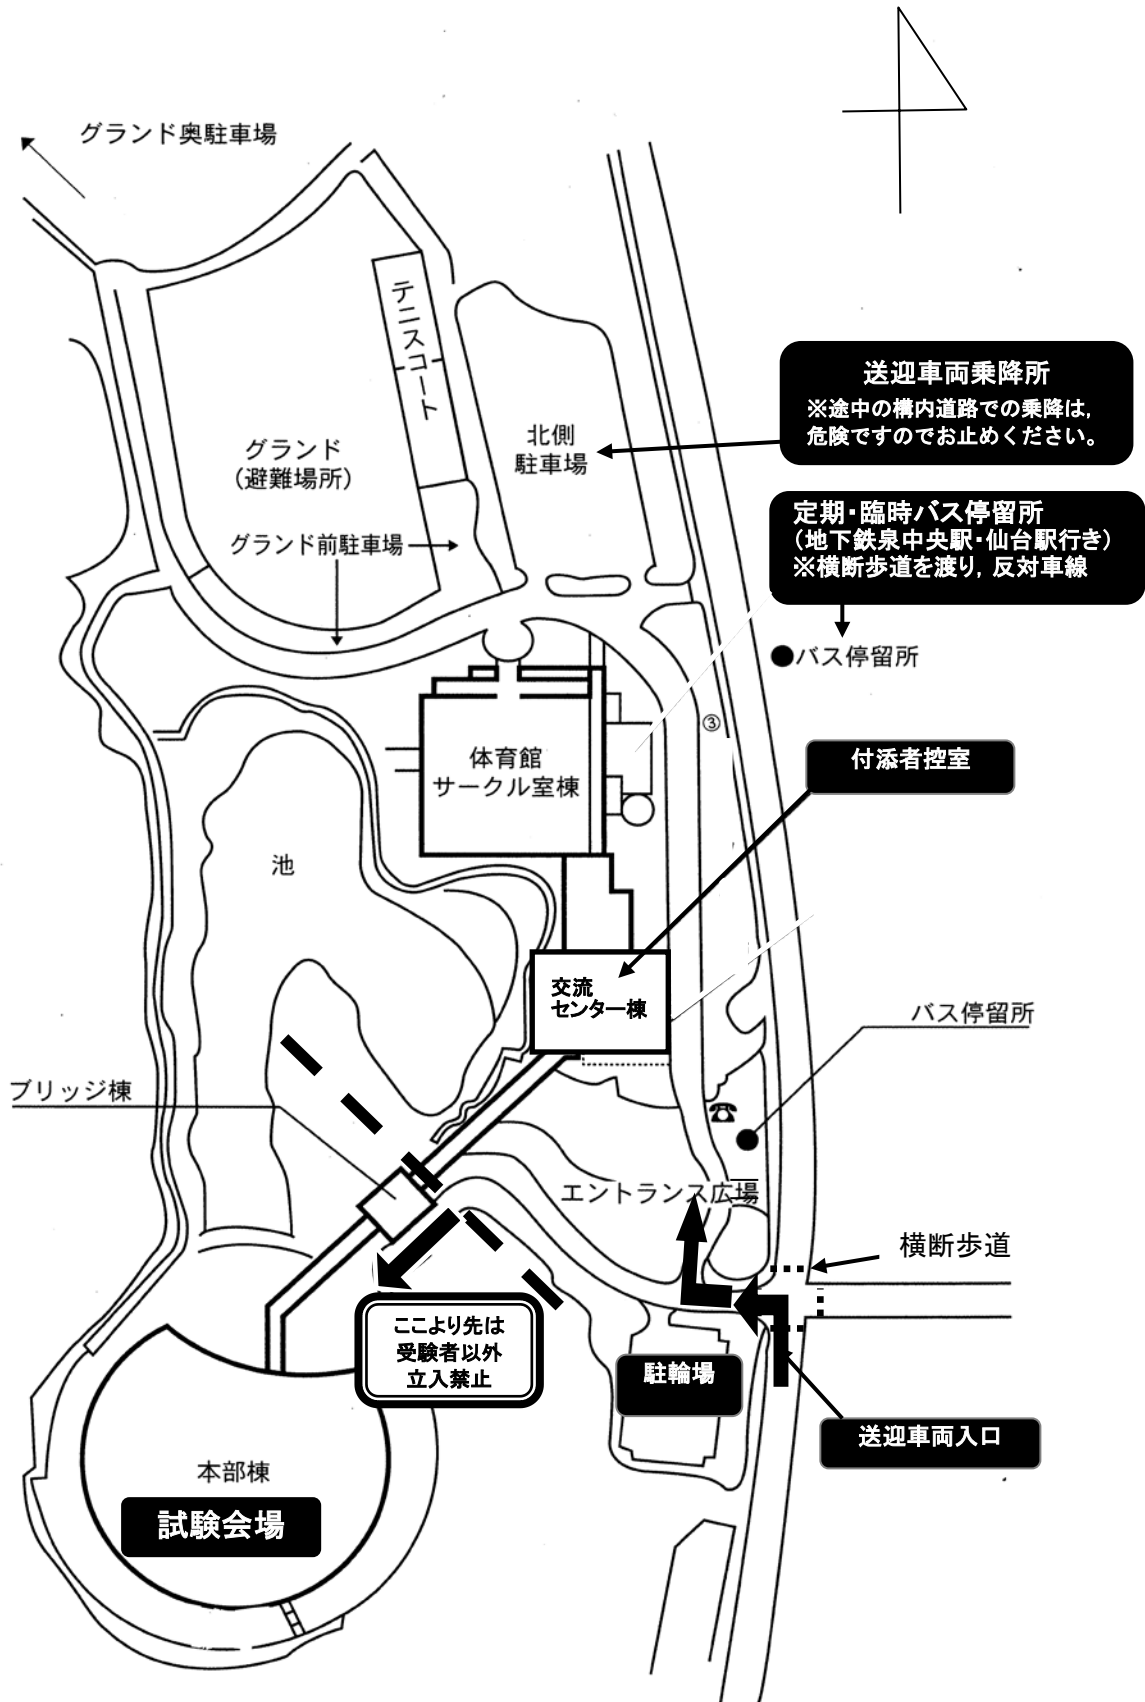 グランド奥駐車場
テニスコート
送迎車両乗降所
※途中の構内道路での乗降は，
危険ですのでお止めください。
北側
駐車場
グランド
（避難場所）
定期・臨時バス停留所
（地下鉄泉中央駅・仙台駅行き）
※横断歩道を渡り，反対車線
グランド前駐車場
●バス停留所
③
体育館
サークル室棟
付添者控室
池
交流
センター棟
バス停留所
ブリッジ棟
エントランス広場
横断歩道
ここより先は
受験者以外
立入禁止
駐輪場
送迎車両入口
本部棟
試験会場